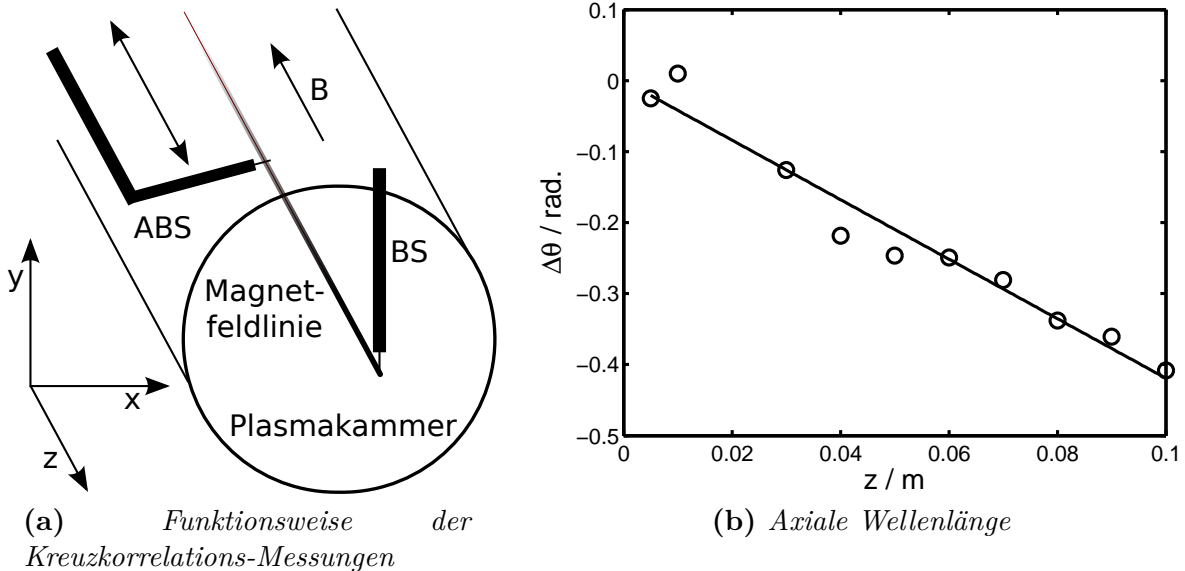 B
ABS
BS
Magnet-
feldlinie
Plasmakammer
y
x
z
0.1
0
−0.1
−0.2
−0.3
−0.4
−0.5
Δθ / rad.
0 0.02 0.04 0.06 0.08 0.1
z / m
(a) Funktionsweise der
Kreuzkorrelations-Messungen
(b) Axiale Wellenlänge